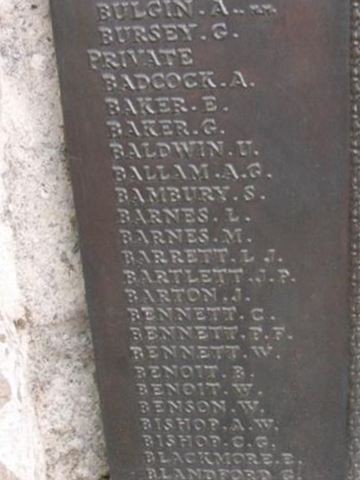 BULGIN. A.. M.M.
BURSEY. G.
PRIVATE
BADCOCK. A.
BAKER. E.
BAKER. G.
BALDWIN. U.
BALLAM. A. G.
BAMBURY. S.
BARNES. L.
BARNES. M.
BARRETT. L J.
BARTLETT. J. P.
BARTON. J.
BENNETT. C.
BENNETT. P. F.
BENNETT. W.
BENOIT. B.
BENOIT. W.
BENSON. W.
BISHOP. A. W.
BISHOP. C. G.
BLACKMORE. E.
BLANDFORD. G.